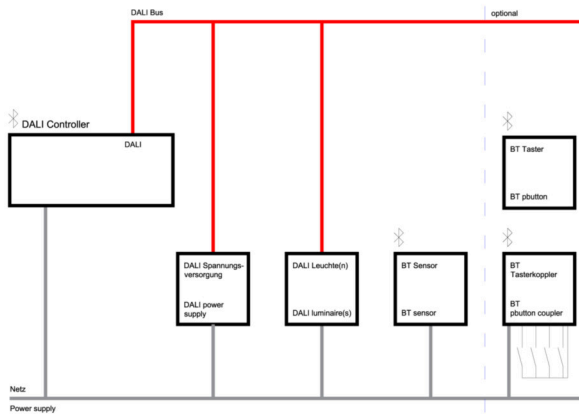 DALI Bus
optional
DALI Controller
DALI
BT Taster
BT pbutton
DALI Spannungs-
versorgung
DALI power
supply
DALI Leuchte(n)
DALI luminaire(s)
BT Sensor
BT sensor
BT
Tasterkoppler
BT
pbutton coupler
Netz
Power supply